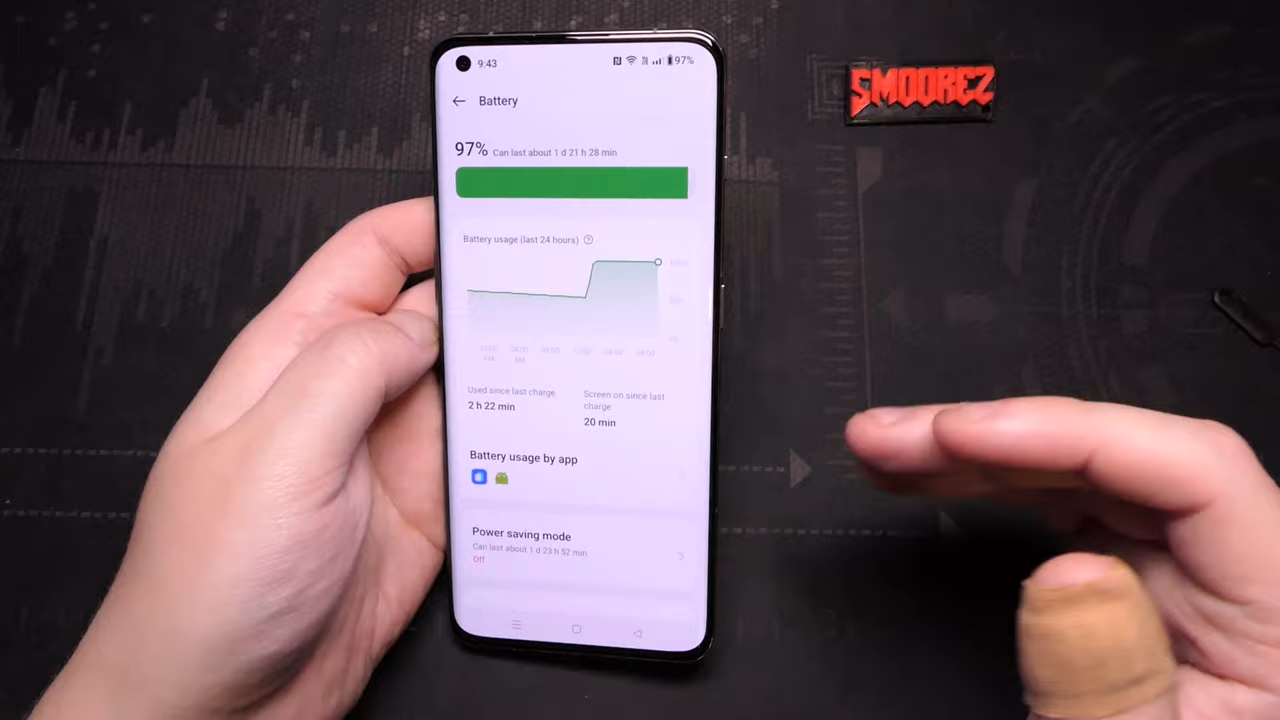 9:43
97%
Battery
97% Can last about 1 d 21 h 28 min
Battery usage (last 24 hours)
Used since last charge
2 h 22 min
Screen on since last
charge
20 min
Battery usage by app
Power saving mode
Can last about 1 d 23 h 52 min
Off
SMOOREZ